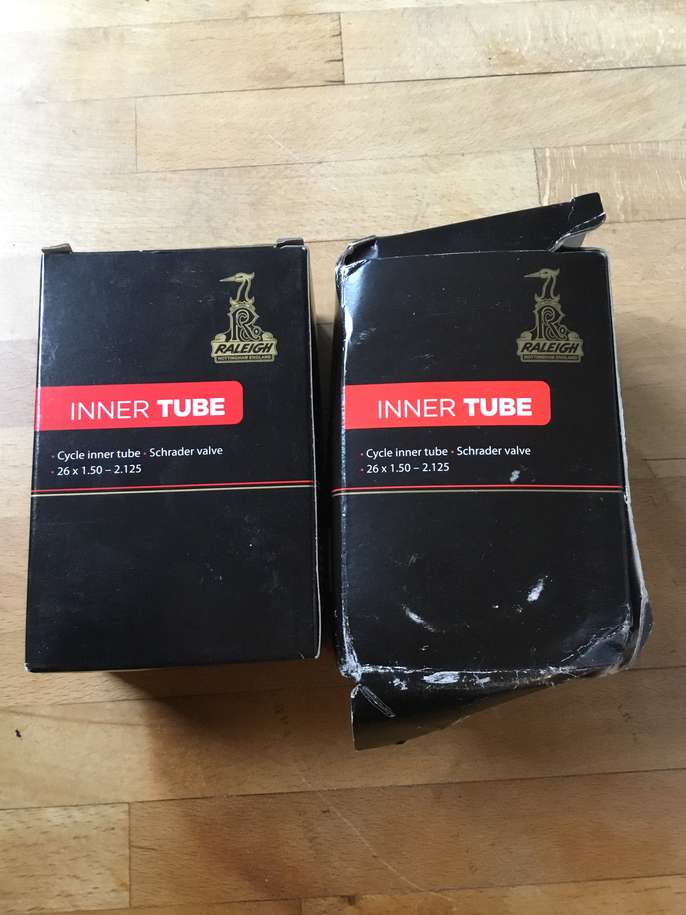 R
RALEIGH
NOTTINGHAM ENGLAND
INNER TUBE
• Cycle inner tube • Schrader valve
• 26 x 1.50 – 2.125
R
RALEIGH
NOTTINGHAM ENGLAND
INNER TUBE
• Cycle inner tube • Schrader valve
• 26 x 1.50 – 2.125